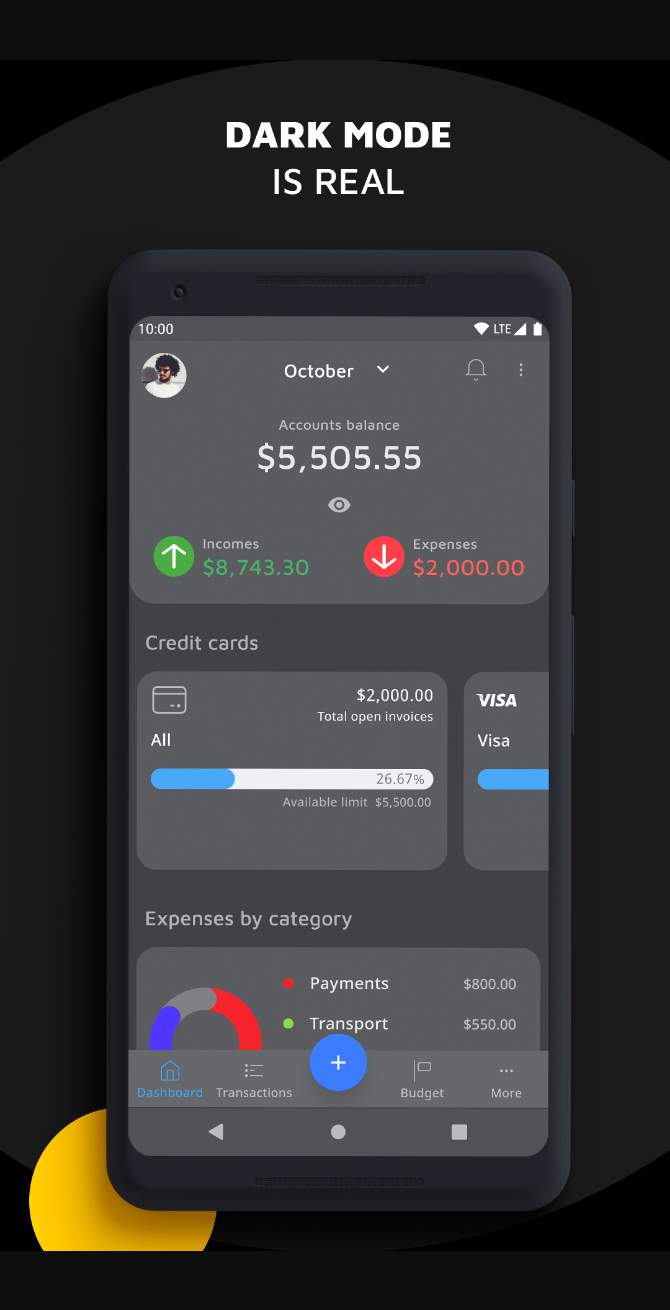 DARK MODE
IS REAL
10:00 LTE
October
Accounts balance
$5,505.55
Incomes
$8,743.30
Expenses
$2,000.00
Credit cards
$2,000.00
Total open invoices
All
26.67%
Available limit $5,500.00
VISA
Visa
Expenses by category
Payments $800.00
Transport $550.00
Dashboard Transactions + Budget More